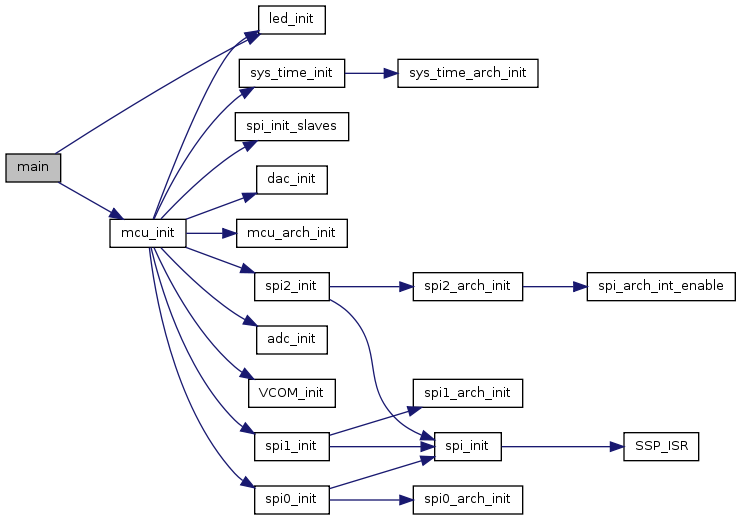 led_init
sys_time_init
sys_time_arch_init
spi_init_slaves
main
dac_init
mcu_init
mcu_arch_init
spi2_init
spi2_arch_init
spi_arch_int_enable
adc_init
VCOM_init
spi1_arch_init
spi1_init
spi_init
SSP_ISR
spi0_init
spi0_arch_init